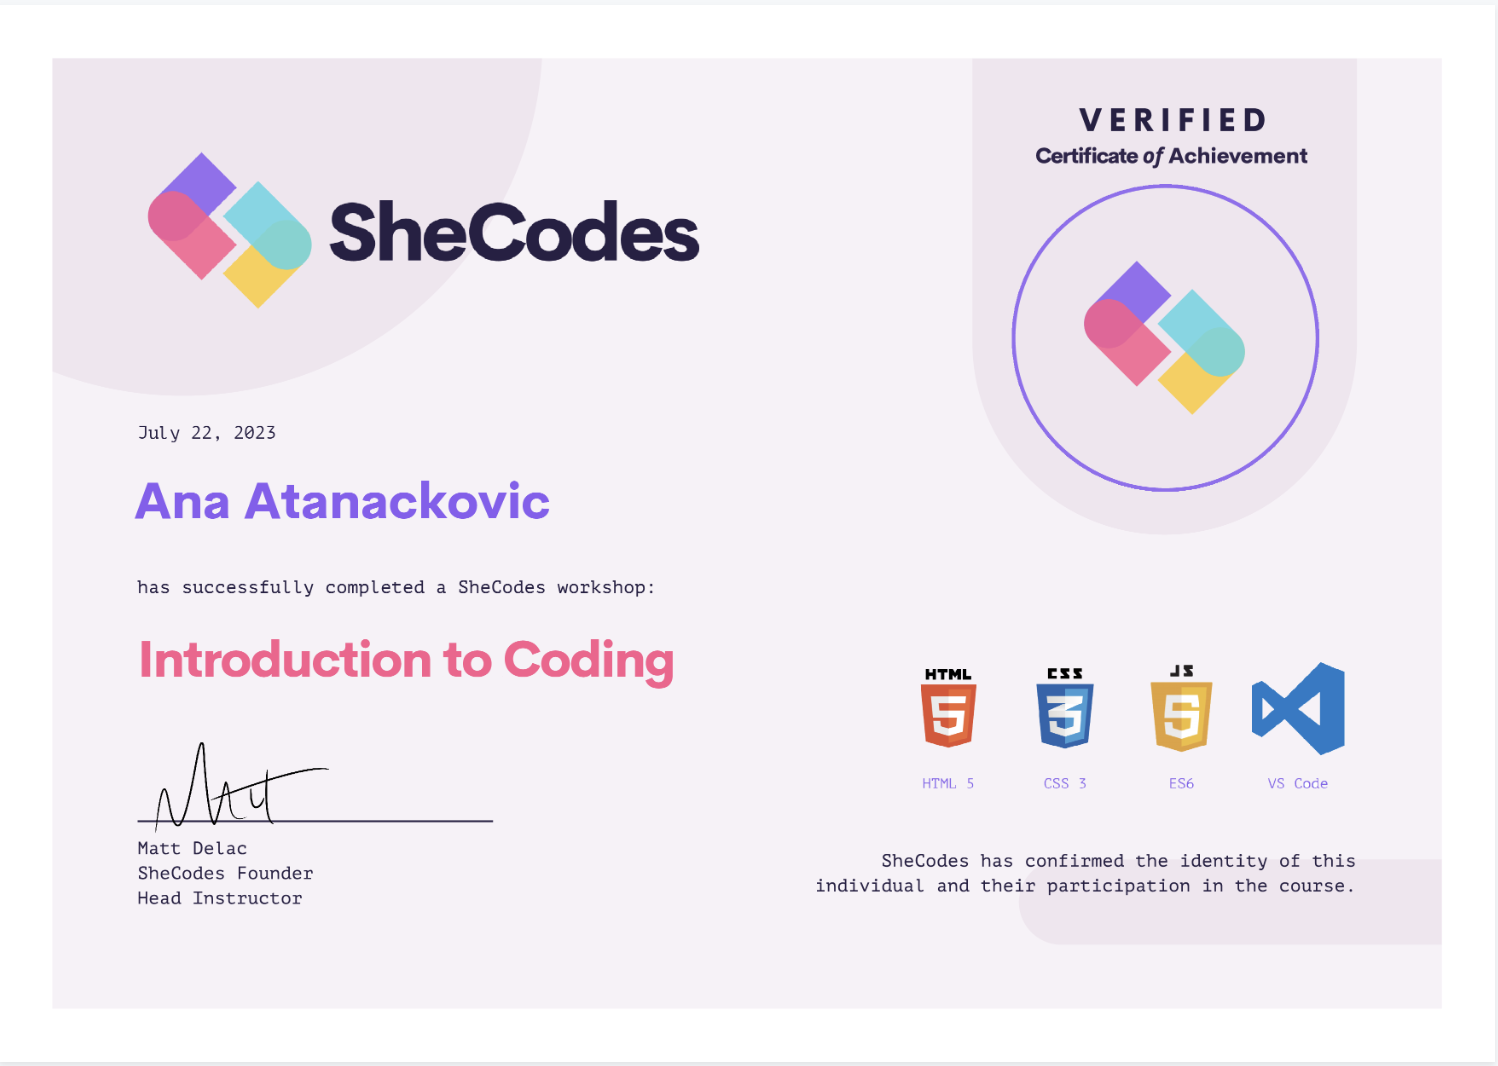 VERIFIED
Certificate of Achievement
SheCodes
July 22, 2023
Ana Atanackovic
has successfully completed a SheCodes workshop:
Introduction to Coding
HTML
CSS
JS
5
3
5
HTML 5
CSS 3
ES6
VS Code
Matt
Matt Delac
SheCodes Founder
Head Instructor
SheCodes has confirmed the identity of this
individual and their participation in the course.